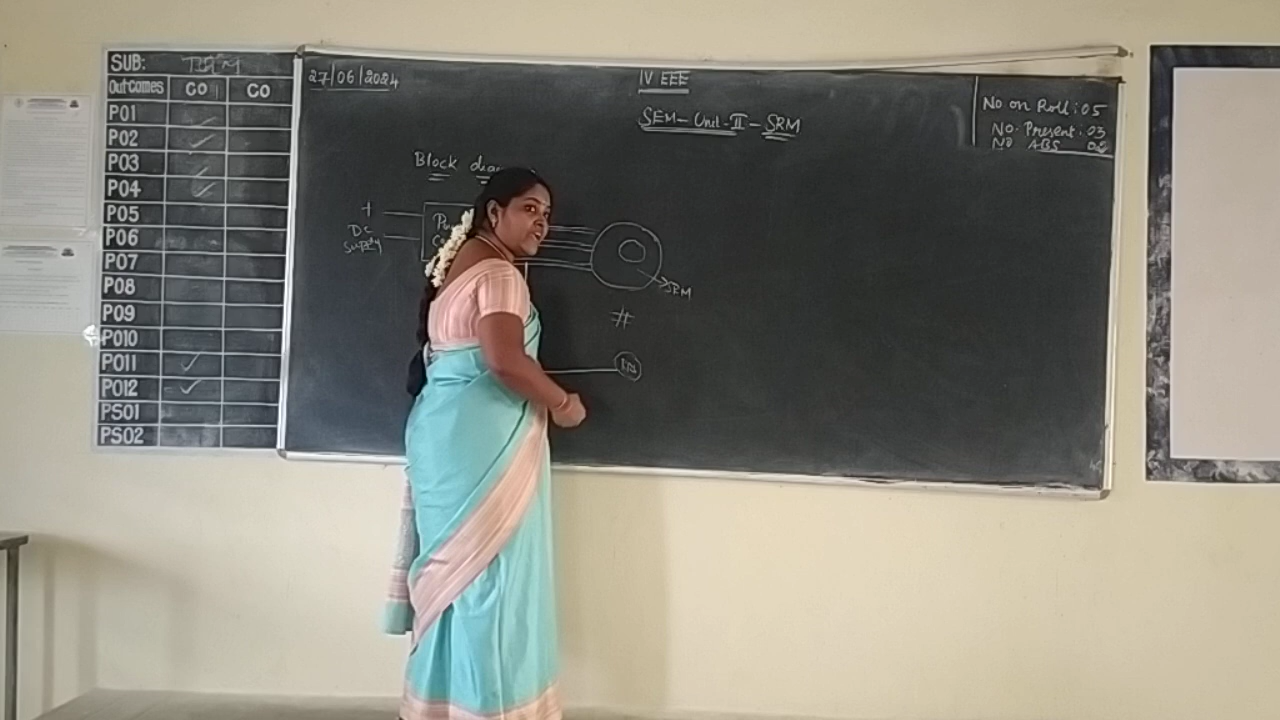 SUB:
Outcomes CO 1 CO
PO1
PO2
PO3
PO4
PO5
PO6
PO7
PO8
PO9
PO10
PO11
PO12
PSO1
PSO2
27/06/2024
IV EEE
SEM - Unit - II - SRM
No on Roll : 05
No. Present : 03
No ABS 02
Block
+
DC
Supply
SRM
#